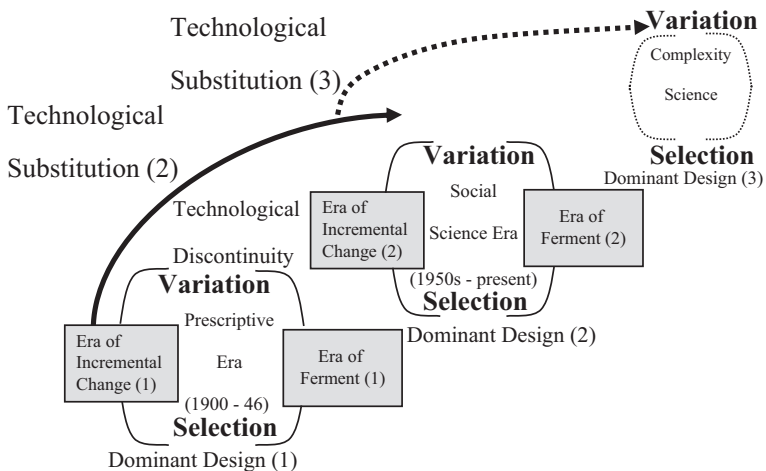 Variation
Complexity
Science
Selection
Dominant Design (3)
Technological
Substitution (3)
Technological
Substitution (2)
Technological
Discontinuity
Variation
Social
Science Era
(1950s - present)
Selection
Dominant Design (2)
Era of
Incremental
Change (2)
Era of
Ferment (2)
Variation
Prescriptive
Era
(1900 - 46)
Selection
Dominant Design (1)
Era of
Incremental
Change (1)
Era of
Ferment (1)